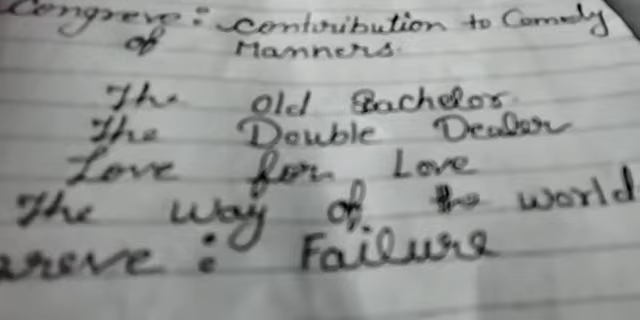 Congreve: contribution to Comedy
of Manners.
The Old Bachelor
The Double Dealer
Love for Love
The way of the world
areve : Failure